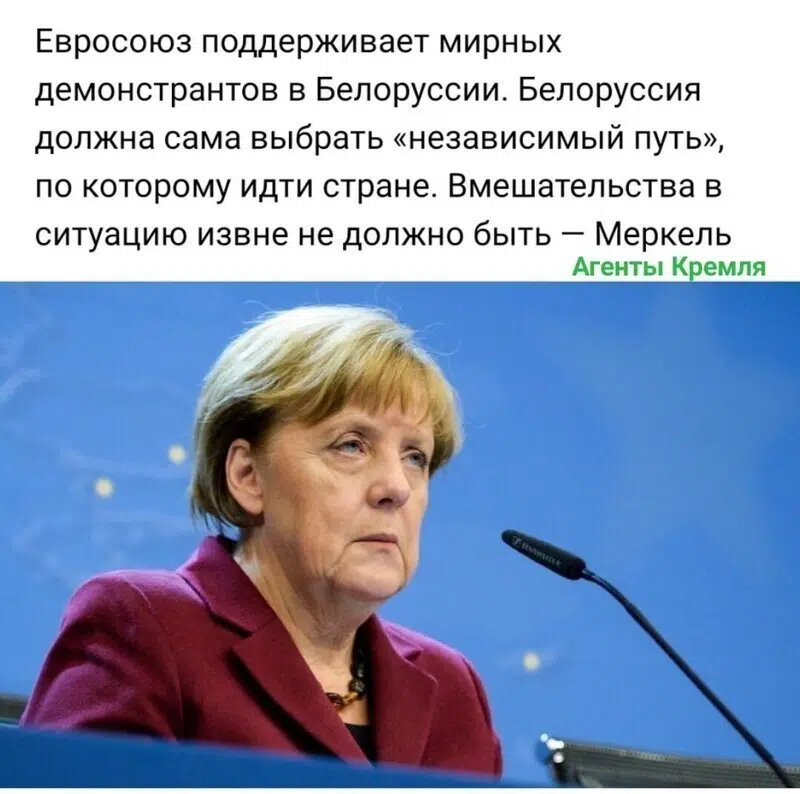 Евросоюз поддерживает мирных
демонстрантов в Белоруссии. Белоруссия
должна сама выбрать «независимый путь»,
по которому идти стране. Вмешательства в
ситуацию извне не должно быть — Меркель
Агенты Кремля
SENNHEISER